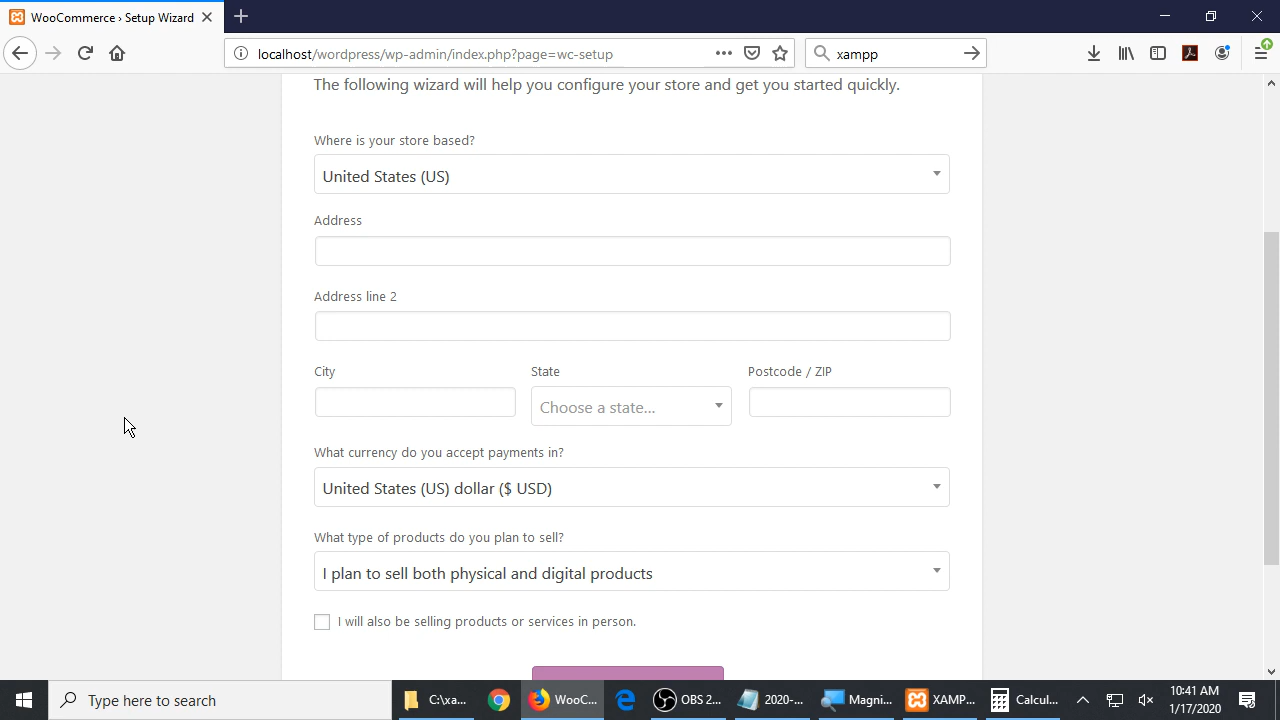 WooCommerce › Setup Wizard
localhost/wordpress/wp-admin/index.php?page=wc-setup
xampp
The following wizard will help you configure your store and get you started quickly.
Where is your store based?
United States (US)
Address
Address line 2
City State Postcode / ZIP
Choose a state...
What currency do you accept payments in?
United States (US) dollar ($ USD)
What type of products do you plan to sell?
I plan to sell both physical and digital products
I will also be selling products or services in person.
Type here to search
C:\xa...
WooC...
OBS 2...
2020-...
Magni...
XAMP...
Calcul...
10:41 AM
1/17/2020